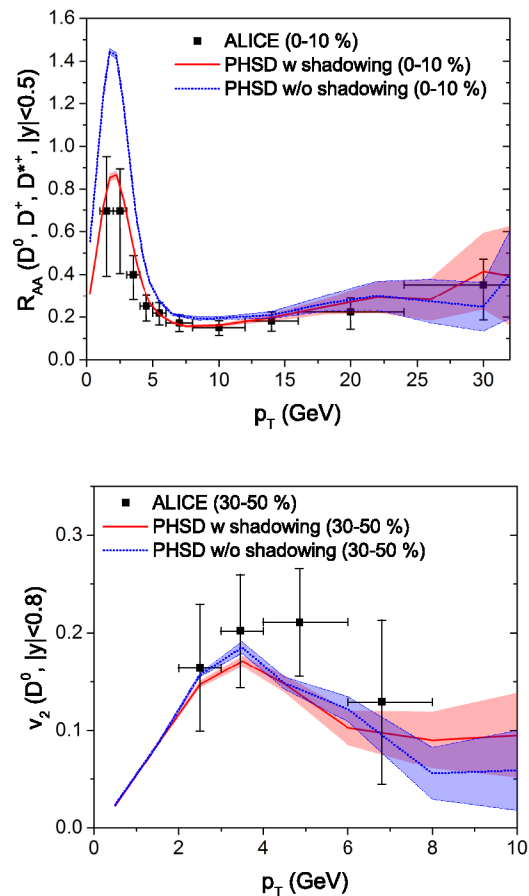 1.6
1.4
1.2
1.0
0.8
0.6
0.4
0.2
0.0
R_AA (D^0, D^+, D^*+, |y|<0.5)
ALICE (0-10 %)
PHSD w shadowing (0-10 %)
PHSD w/o shadowing (0-10 %)
0 5 10 15 20 25 30
p_T (GeV)
0.3
0.2
0.1
0.0
v_2 (D^0, |y|<0.8)
ALICE (30-50 %)
PHSD w shadowing (30-50 %)
PHSD w/o shadowing (30-50 %)
0 2 4 6 8 10
p_T (GeV)